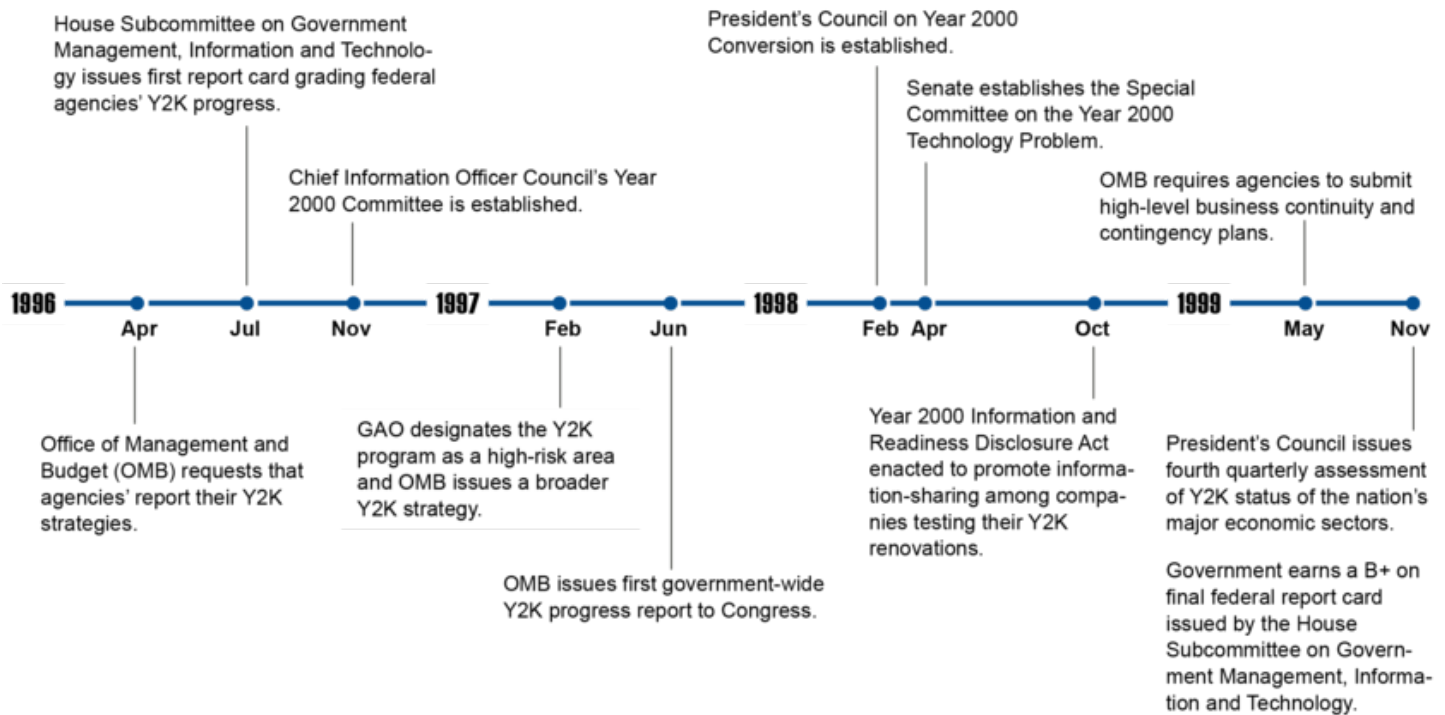 House Subcommittee on Government
Management, Information and Technolo-
gy issues first report card grading federal
agencies' Y2K progress.
Chief Information Officer Council's Year
2000 Committee is established.
President's Council on Year 2000
Conversion is established.
Senate establishes the Special
Committee on the Year 2000
Technology Problem.
OMB requires agencies to submit
high-level business continuity and
contingency plans.
1996
1997
1998
1999
Apr
Jul
Nov
Feb
Jun
Feb
Apr
Oct
May
Nov
Office of Management and
Budget (OMB) requests that
agencies' report their Y2K
strategies.
GAO designates the Y2K
program as a high-risk area
and OMB issues a broader
Y2K strategy.
OMB issues first government-wide
Y2K progress report to Congress.
Year 2000 Information and
Readiness Disclosure Act
enacted to promote informa-
tion-sharing among compa-
nies testing their Y2K
renovations.
President's Council issues
fourth quarterly assessment
of Y2K status of the nation's
major economic sectors.
Government earns a B+ on
final federal report card
issued by the House
Subcommittee on Govern-
ment Management, Informa-
tion and Technology.